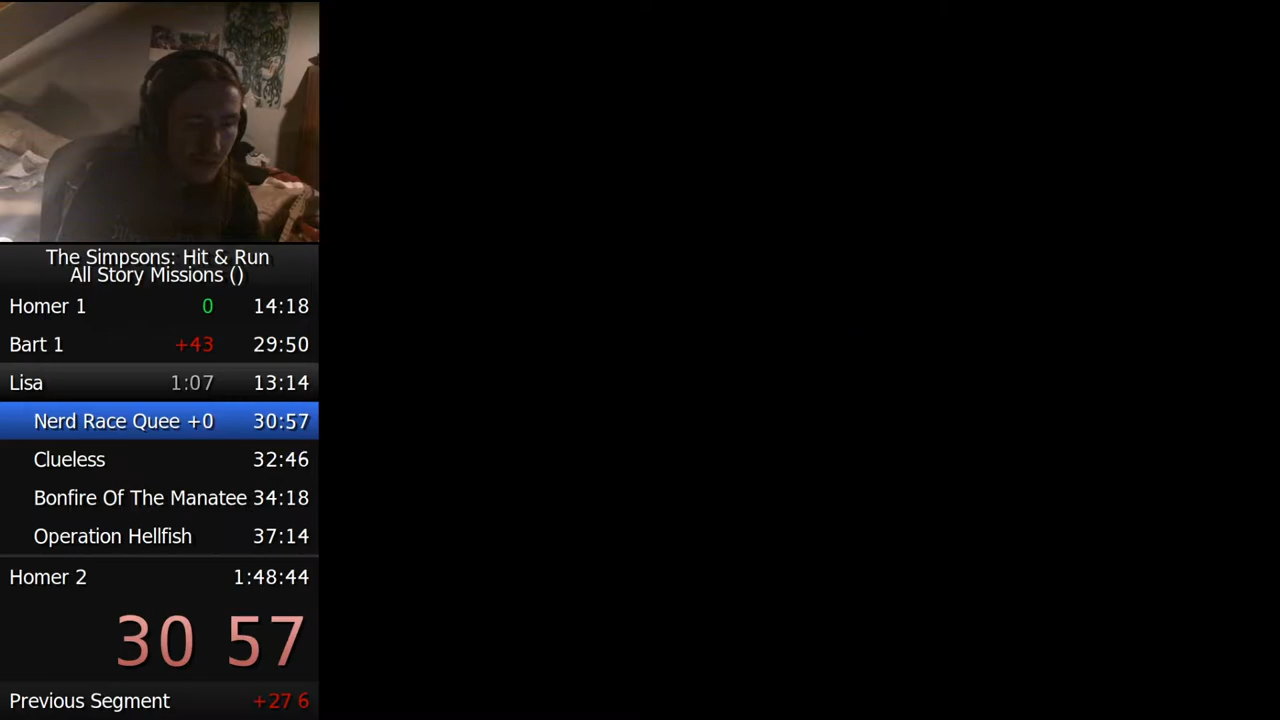 The Simpsons: Hit & Run
All Story Missions ()
Homer 1 0 14:18
Bart 1 +43 29:50
Lisa 1:07 13:14
Nerd Race Quee +0 30:57
Clueless 32:46
Bonfire Of The Manatee 34:18
Operation Hellfish 37:14
Homer 2 1:48:44
30 57
Previous Segment +27 6